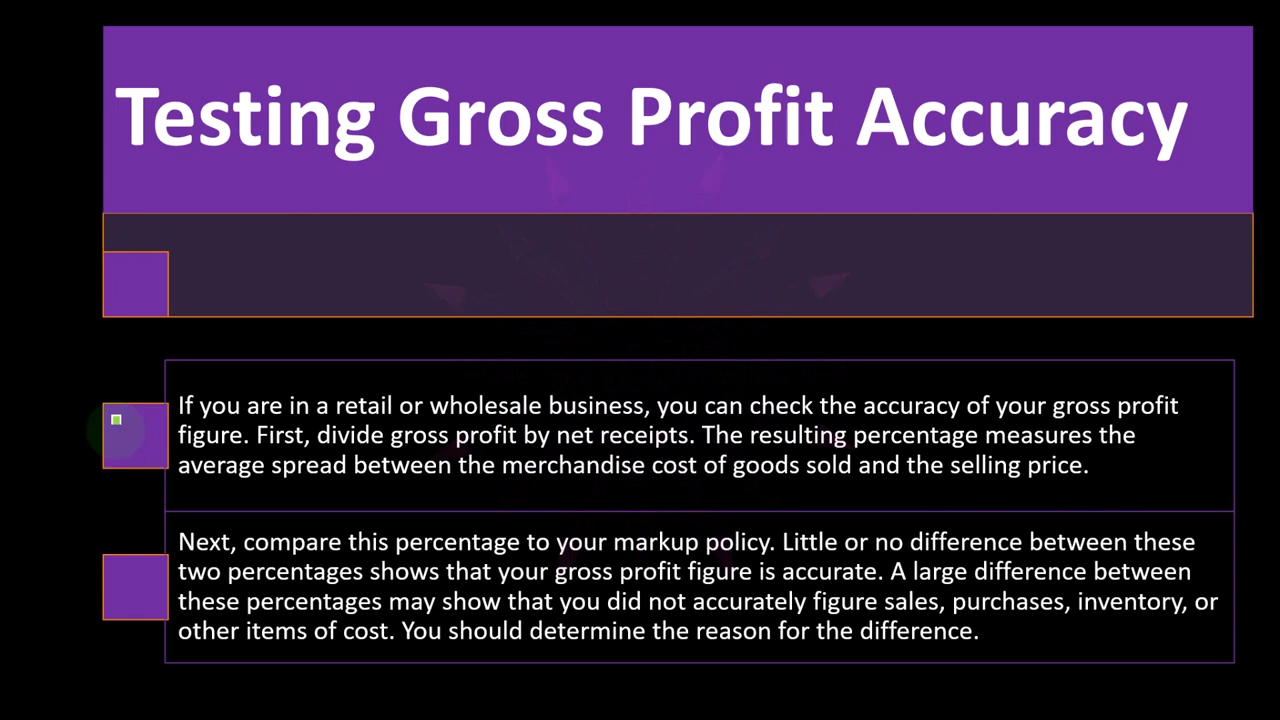 Testing Gross Profit Accuracy
If you are in a retail or wholesale business, you can check the accuracy of your gross profit
figure. First, divide gross profit by net receipts. The resulting percentage measures the
average spread between the merchandise cost of goods sold and the selling price.
Next, compare this percentage to your markup policy. Little or no difference between these
two percentages shows that your gross profit figure is accurate. A large difference between
these percentages may show that you did not accurately figure sales, purchases, inventory, or
other items of cost. You should determine the reason for the difference.